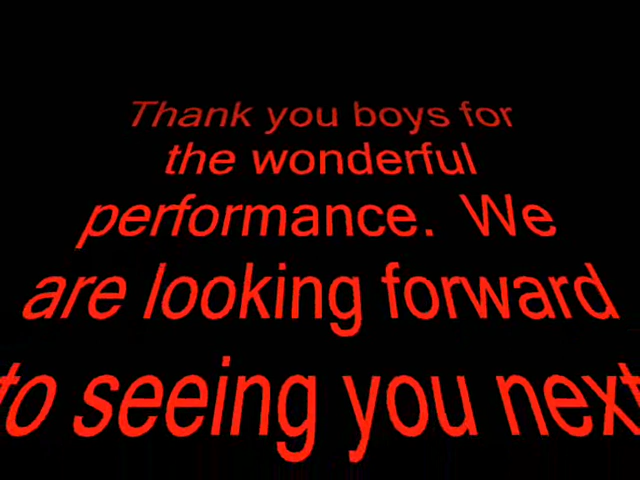 Thank you boys for
the wonderful
performance. We
are looking forward
to seeing you next